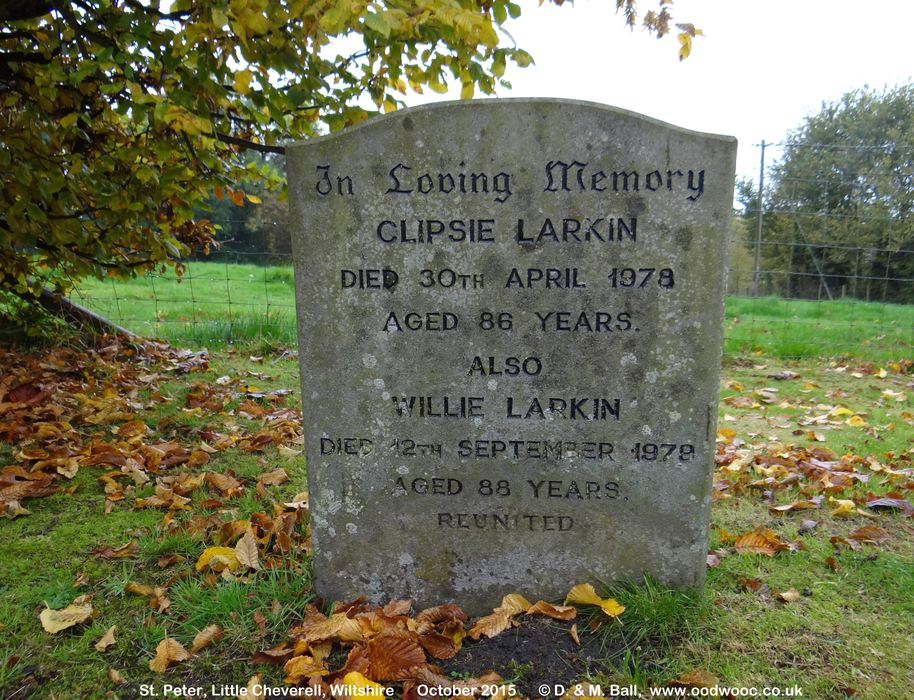 In Loving Memory
CLIPSIE LARKIN
DIED 30TH APRIL 1978
AGED 86 YEARS.
ALSO
WILLIE LARKIN
DIED 12TH SEPTEMBER 1979
AGED 88 YEARS.
REUNITED
St. Peter, Little Cheverell, Wiltshire October 2015 © D. & M. Ball, www.oodwooc.co.uk